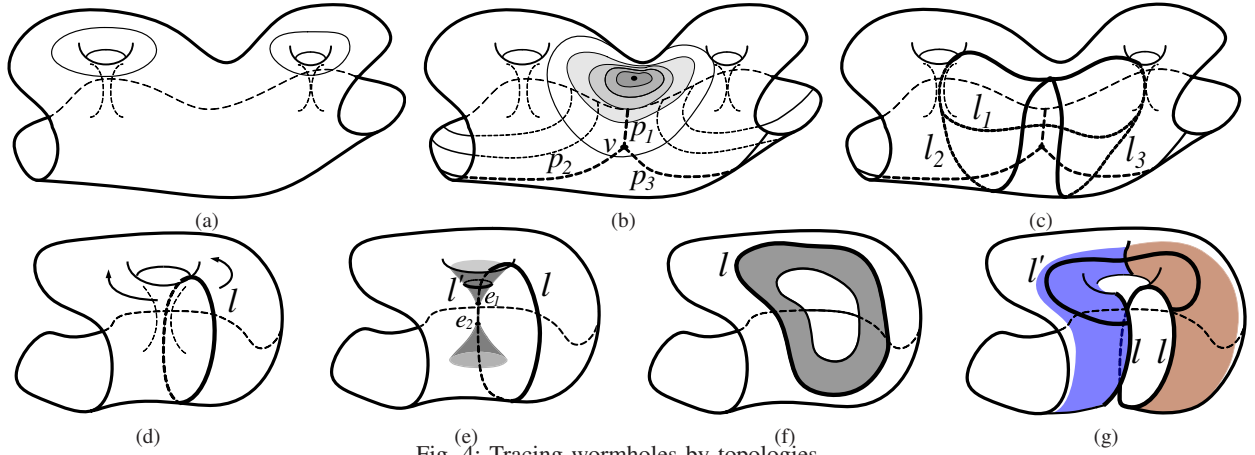 p1
v
p2
p3
l1
l2
l3
(a)
(b)
(c)
l
l'
e1
e2
l
l
l'
l
l
(d)
(e)
(f)
(g)
Fig. 4: Tracing wormholes by topologies